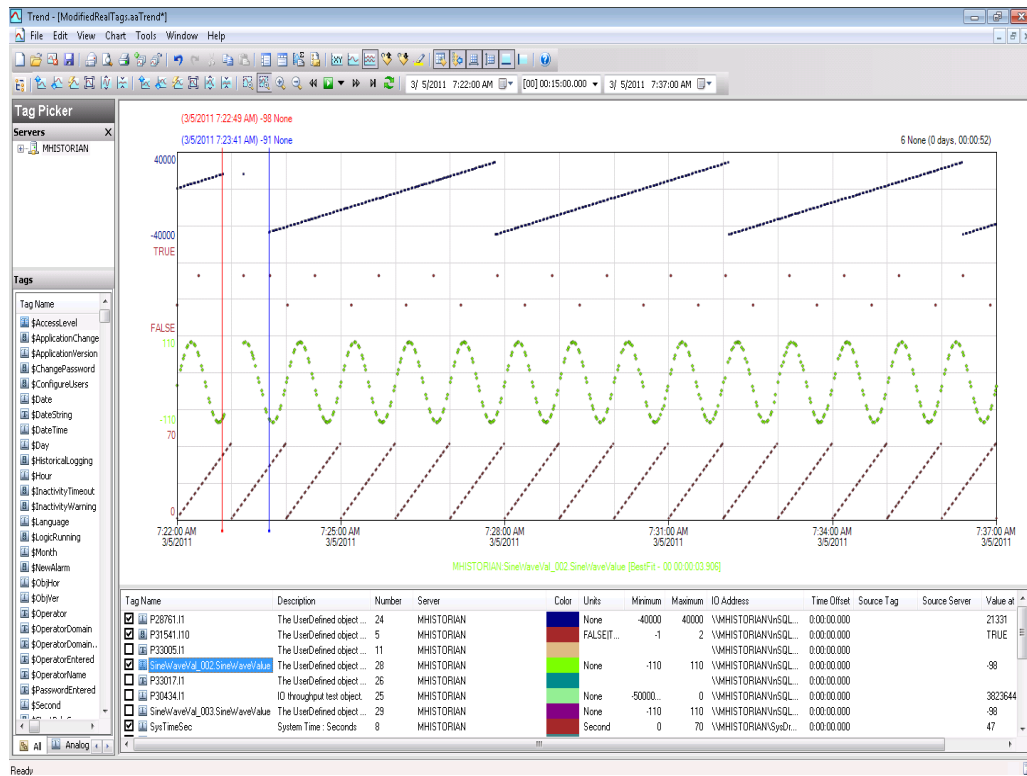 Trend - [ModifiedRealTags.aaTrend*]
File Edit View Chart Tools Window Help
3/ 5/2011 7:22:00 AM [00] 00:15:00.000 3/ 5/2011 7:37:00 AM
Tag Picker
Servers X
MHISTORIAN
Tags
Tag Name
$AccessLevel
$ApplicationChange
$ApplicationVersion
$ChangePassword
$ConfigureUsers
$Date
$DateString
$DateTime
$Day
$HistoricalLogging
$Hour
$InactivityTimeout
$InactivityWarning
$Language
$LogicRunning
$Month
$NewAlarm
$ObjHor
$ObjVer
$Operator
$OperatorDomain
$OperatorDomain...
$OperatorEntered
$OperatorName
$PasswordEntered
$Second
All Analog
(3/5/2011 7:22:49 AM) -98 None
(3/5/2011 7:23:41 AM) -91 None
6 None (0 days, 00:00:52)
40000
-40000
TRUE
FALSE
110
-110
70
0
7:22:00 AM 7:25:00 AM 7:28:00 AM 7:31:00 AM 7:34:00 AM 7:37:00 AM
3/5/2011 3/5/2011 3/5/2011 3/5/2011 3/5/2011 3/5/2011
MHISTORIAN.SineWaveVal_002.SineWaveValue [BestFit - 00 00:00:03.906]
Tag Name Description Number Server Color Units Minimum Maximum IO Address Time Offset Source Tag Source Server Value at
P28761.I1 The UserDefined object ... 24 MHISTORIAN None -40000 40000 \\MHISTORIAN\InSQL... 0:00:00.000 21331
P31541.I10 The UserDefined object ... 5 MHISTORIAN FALSE|T... -1 2 \\MHISTORIAN\InSQL... 0:00:00.000 TRUE
P33005.I1 The UserDefined object ... 11 MHISTORIAN \\MHISTORIAN\InSQL... 0:00:00.000
SineWaveVal_002.SineWaveValue The UserDefined object ... 28 MHISTORIAN None -110 110 \\MHISTORIAN\InSQL... 0:00:00.000 -98
P33017.I1 The UserDefined object ... 26 MHISTORIAN \\MHISTORIAN\InSQL... 0:00:00.000
P30434.I1 IO throughput test object. 25 MHISTORIAN None -50000... 0 \\MHISTORIAN\InSQL... 0:00:00.000 3823644
SineWaveVal_003.SineWaveValue The UserDefined object ... 29 MHISTORIAN None -110 110 \\MHISTORIAN\InSQL... 0:00:00.000 -98
SysTimeSec System Time : Seconds 8 MHISTORIAN Second 0 70 \\MHISTORIAN\SysDr... 0:00:00.000 47
Ready